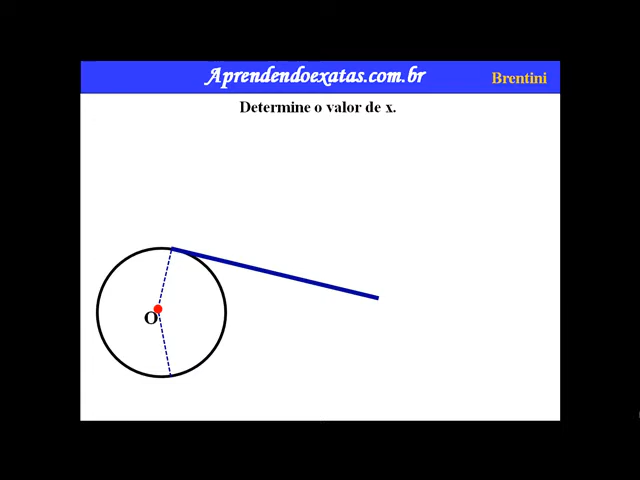 Aprendendoexatas.com.br
Brentini
Determine o valor de x.
O